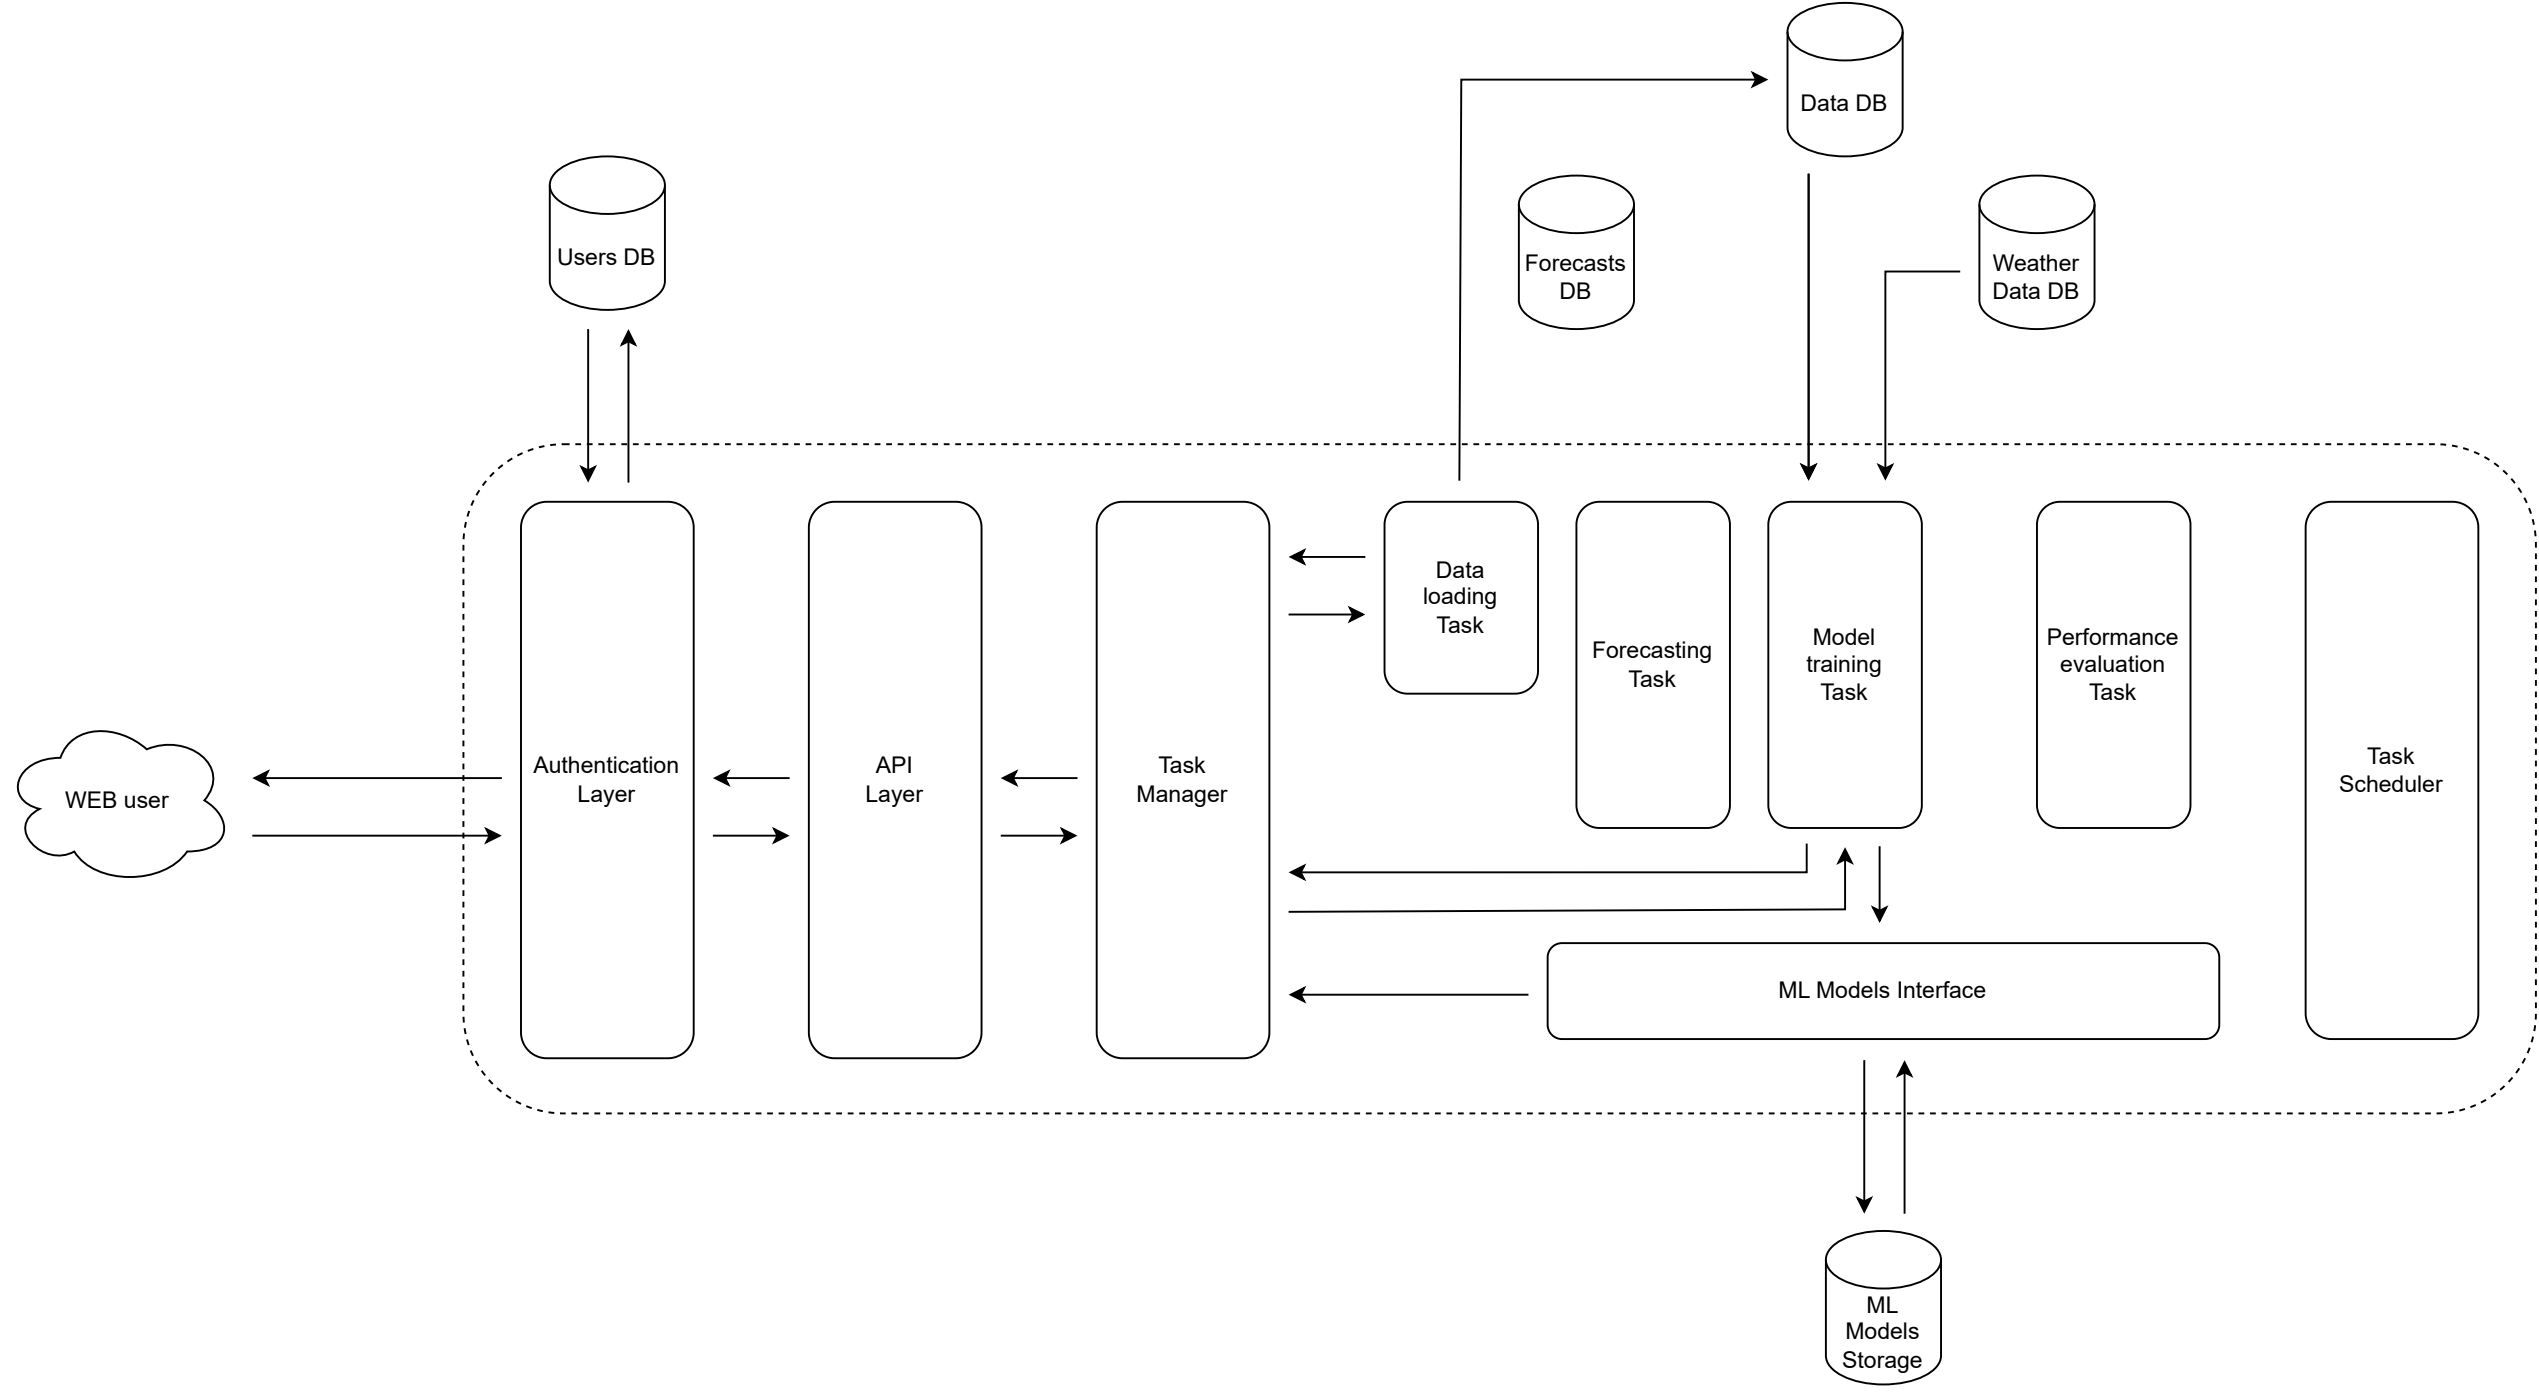 Data DB
Users DB
Forecasts
DB
Weather
Data DB
Data
loading
Task
Forecasting
Task
Model
training
Task
Performance
evaluation
Task
Task
Scheduler
WEB user
Authentication
Layer
API
Layer
Task
Manager
ML Models Interface
ML
Models
Storage